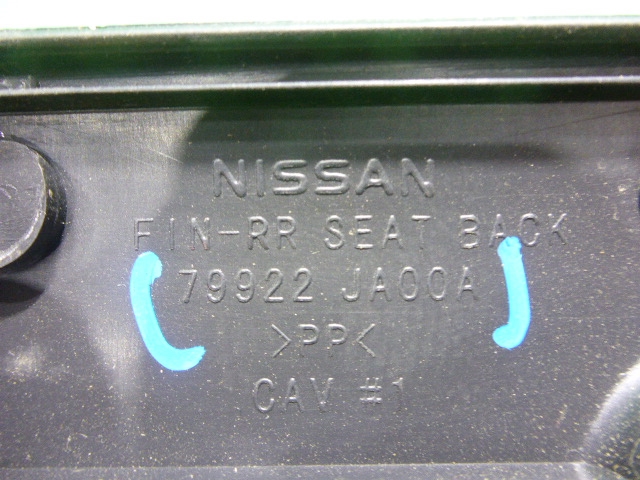 NISSAN
FIN-RR SEAT BACK
79922 JA00A
>PP<
CAV #1